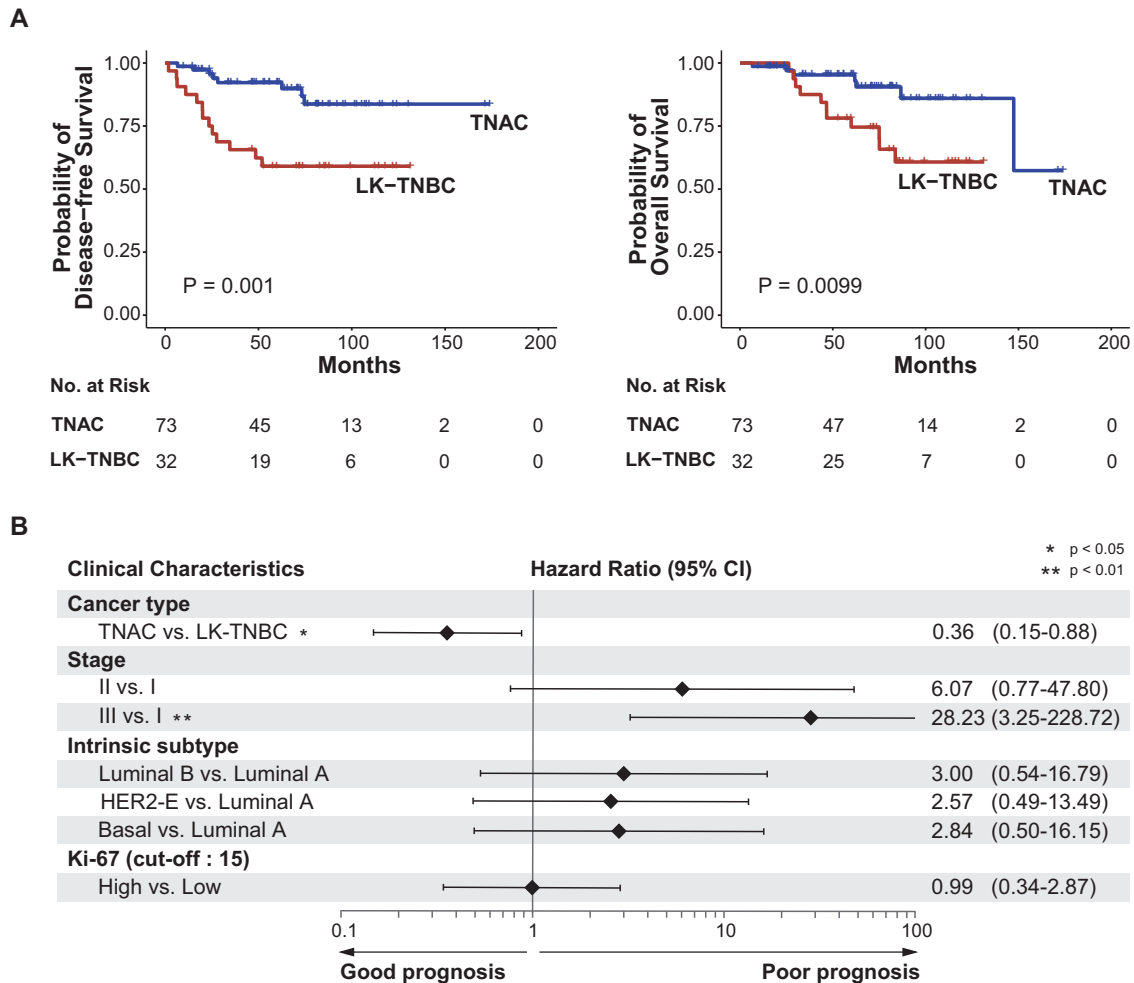 A
Probability of
Disease−free Survival
1.00
0.75
0.50
0.25
0.00
TNAC
LK−TNBC
P = 0.001
0 50 100 150 200
Months
No. at Risk
TNAC 73 45 13 2 0
LK−TNBC 32 19 6 0 0
Probability of
Overall Survival
1.00
0.75
0.50
0.25
0.00
LK−TNBC
TNAC
P = 0.0099
0 50 100 150 200
Months
No. at Risk
TNAC 73 47 14 2 0
LK−TNBC 32 25 7 0 0
B
* p < 0.05
** p < 0.01
Clinical Characteristics Hazard Ratio (95% CI)
Cancer type
TNAC vs. LK-TNBC * 0.36 (0.15-0.88)
Stage
II vs. I 6.07 (0.77-47.80)
III vs. I ** 28.23 (3.25-228.72)
Intrinsic subtype
Luminal B vs. Luminal A 3.00 (0.54-16.79)
HER2-E vs. Luminal A 2.57 (0.49-13.49)
Basal vs. Luminal A 2.84 (0.50-16.15)
Ki-67 (cut-off : 15)
High vs. Low 0.99 (0.34-2.87)
0.1 1 10 100
Good prognosis Poor prognosis